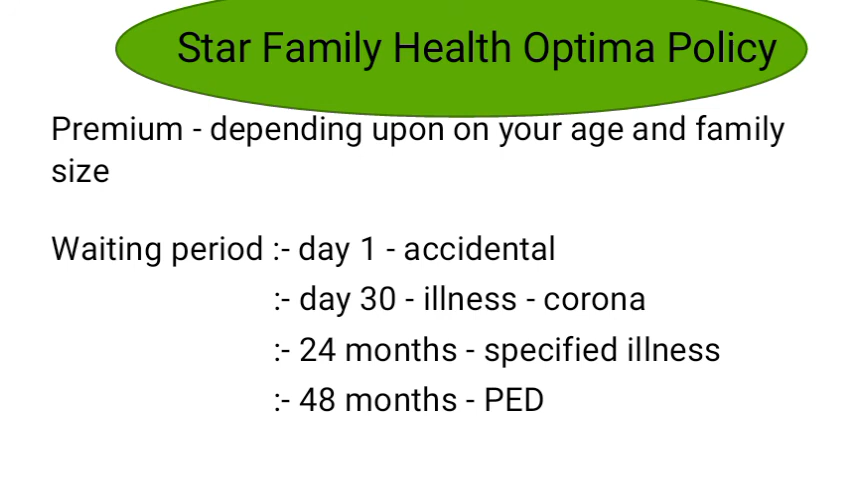 Star Family Health Optima Policy
Premium - depending upon on your age and family
size
Waiting period :- day 1 - accidental
:- day 30 - illness - corona
:- 24 months - specified illness
:- 48 months - PED